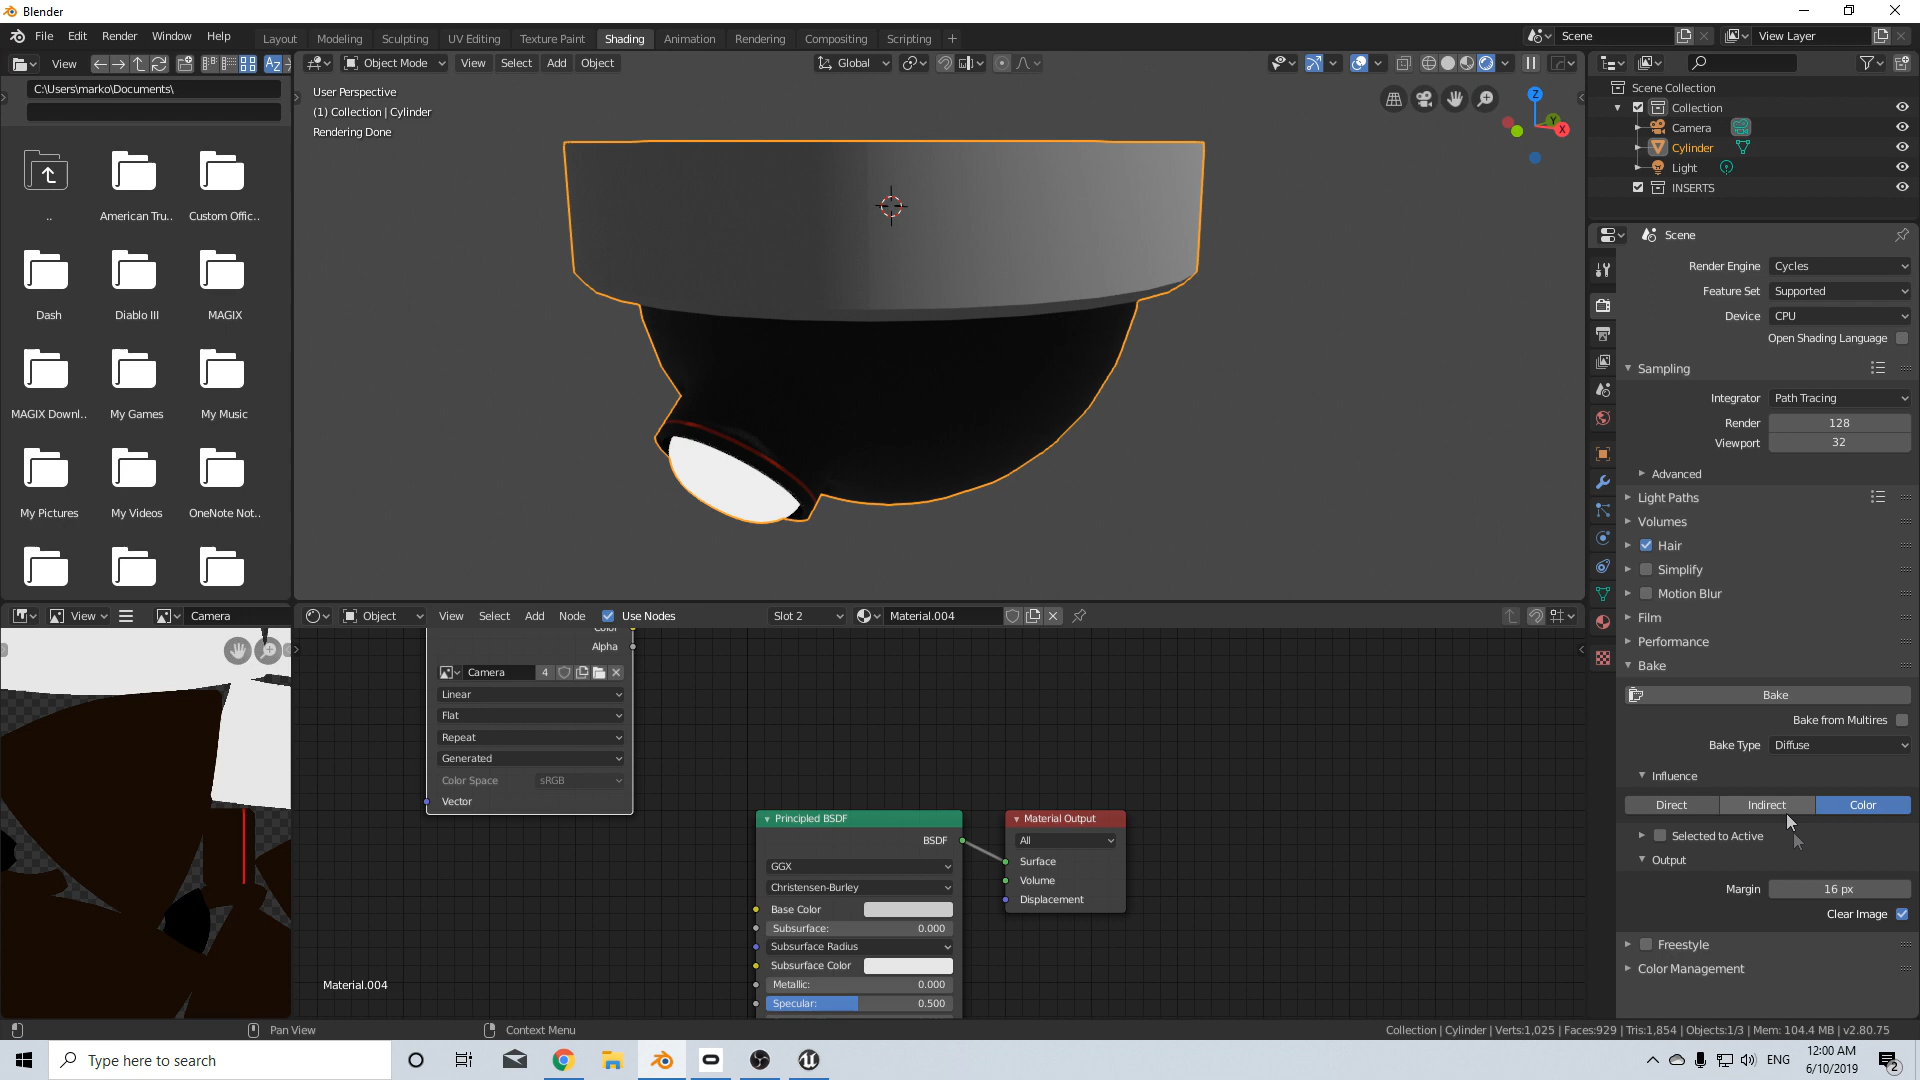 Blender
File Edit Render Window Help
Layout Modeling Sculpting UV Editing Texture Paint Shading Animation Rendering Compositing Scripting +
Scene
View Layer
View
C:\Users\marko\Documents\
..
American Tru..
Custom Offic..
Dash
Diablo III
MAGIX
MAGIX Downl..
My Games
My Music
My Pictures
My Videos
OneNote Not..
Object Mode
View Select Add Object
Global
User Perspective
(1) Collection | Cylinder
Rendering Done
Z
Y
X
Scene Collection
Collection
Camera
Cylinder
Light
INSERTS
Scene
Render Engine Cycles
Feature Set Supported
Device CPU
Open Shading Language
Sampling
Integrator Path Tracing
Render 128
Viewport 32
Advanced
Light Paths
Volumes
Hair
Simplify
Motion Blur
Film
Performance
Bake
Bake
Bake from Multires
Bake Type Diffuse
Influence
Direct Indirect Color
Selected to Active
Output
Margin 16 px
Clear Image
Freestyle
Color Management
View
Camera
Object
View Select Add Node Use Nodes
Slot 2
Material.004
Color
Alpha
Camera 4
Linear
Flat
Repeat
Generated
Color Space sRGB
Vector
Principled BSDF
BSDF
GGX
Christensen-Burley
Base Color
Subsurface: 0.000
Subsurface Radius
Subsurface Color
Metallic: 0.000
Specular: 0.500
Material Output
All
Surface
Volume
Displacement
Material.004
Pan View
Context Menu
Collection | Cylinder | Verts:1,025 | Faces:929 | Tris:1,854 | Objects:1/3 | Mem: 104.4 MB | v2.80.75
Type here to search
ENG
12:00 AM
6/10/2019
2